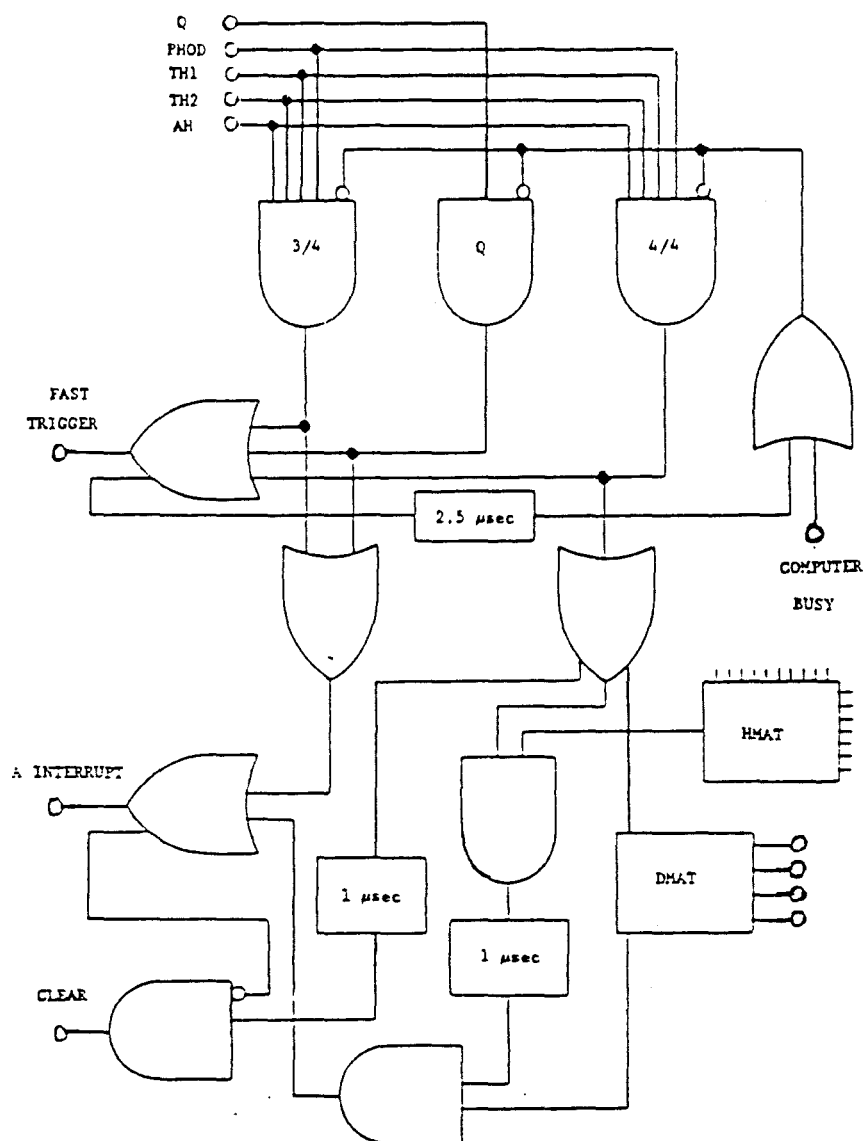 Q
PHOD
TH1
TH2
AH
3/4
Q
4/4
FAST
TRIGGER
2.5 μsec
COMPUTER
BUSY
HMAT
A INTERRUPT
1 μsec
DMAT
1 μsec
CLEAR